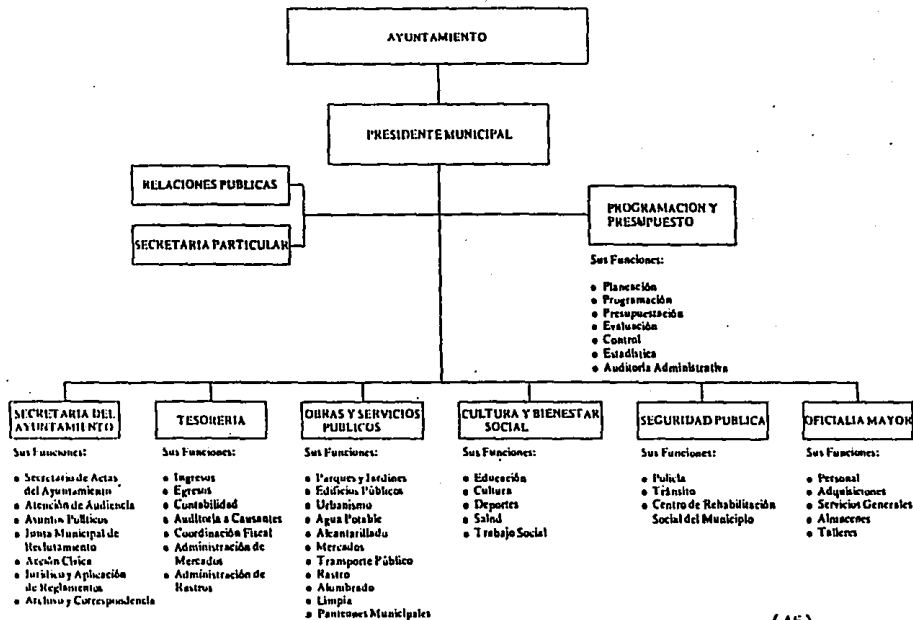 AYUNTAMIENTO
PRESIDENTE MUNICIPAL
RELACIONES PUBLICAS
SECRETARIA PARTICULAR
PROGRAMACION Y
PRESUPUESTO
Sus Funciones:
• Planeación
• Programación
• Presupuestación
• Evaluación
• Control
• Estadística
• Auditoría Administrativa
SECRETARIA DEL
AYUNTAMIENTO
Sus Funciones:
• Secretario de Actas
del Ayuntamiento
• Atención de Audiencia
• Asuntos Políticos
• Junta Municipal de
Reclutamiento
• Acción Cívica
• Jurídico y Aplicación
de Reglamentos
• Archivo y Correspondencia
TESORERIA
Sus Funciones:
• Ingresos
• Egresos
• Contabilidad
• Auditoría a Causantes
• Coordinación Fiscal
• Administración de
Mercados
• Administración de
Rastros
OBRAS Y SERVICIOS
PUBLICOS
Sus Funciones:
• Parques y Jardines
• Edificios Públicos
• Urbanismo
• Agua Potable
• Alcantarillado
• Mercados
• Transporte Público
• Rastro
• Alumbrado
• Limpia
• Panteones Municipales
CULTURA Y BIENESTAR
SOCIAL
Sus Funciones:
• Educación
• Cultura
• Deportes
• Salud
• Trabajo Social
SEGURIDAD PUBLICA
Sus Funciones:
• Policía
• Tránsito
• Centro de Rehabilitación
Social del Municipio
OFICIALIA MAYOR
Sus Funciones:
• Personal
• Adquisiciones
• Servicios Generales
• Almacenes
• Talleres